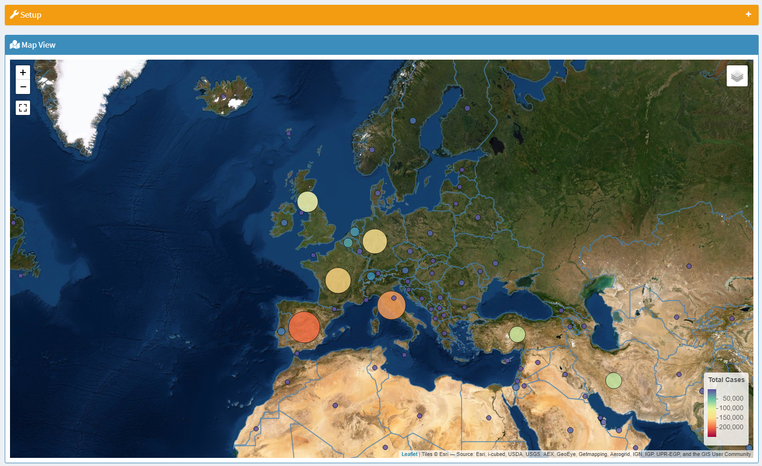 Setup
+
Map View
+
−
Total Cases
50,000
100,000
150,000
200,000
Leaflet | Tiles © Esri — Source: Esri, i-cubed, USDA, USGS, AEX, GeoEye, Getmapping, Aerogrid, IGN, IGP, UPR-EGP, and the GIS User Community